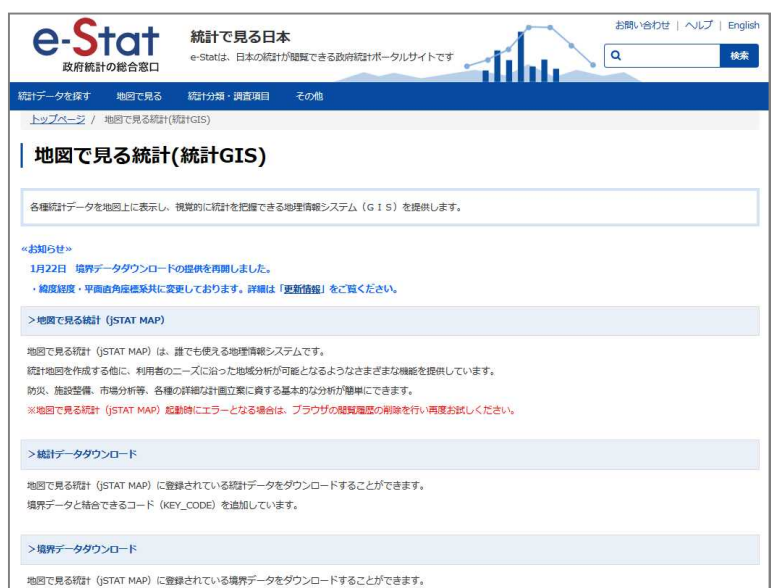 e-Stat
政府統計の総合窓口
統計で見る日本
e-Statは、日本の統計が閲覧できる政府統計ポータルサイトです
お問い合わせ | ヘルプ | English
検索
統計データを探す 地図で見る 統計分類・調査項目 その他
トップページ / 地図で見る統計(統計GIS)
地図で見る統計(統計GIS)
各種統計データを地図上に表示し、視覚的に統計を把握できる地理情報システム（GIS）を提供します。
≪お知らせ≫
1月22日 境界データダウンロードの提供を再開しました。
・緯度経度・平面直角座標系共に変更しております。詳細は「更新情報」をご覧ください。
＞地図で見る統計（jSTAT MAP）
地図で見る統計（jSTAT MAP）は、誰でも使える地理情報システムです。
統計地図を作成する他に、利用者のニーズに沿った地域分析が可能となるようなさまざまな機能を提供しています。
防災、施設整備、市場分析等、各種の詳細な計画立案に資する基本的な分析が簡単にできます。
※地図で見る統計（jSTAT MAP）起動時にエラーとなる場合は、ブラウザの閲覧履歴の削除を行い再度お試しください。
＞統計データダウンロード
地図で見る統計（jSTAT MAP）に登録されている統計データをダウンロードすることができます。
境界データと結合できるコード（KEY_CODE）を追加しています。
＞境界データダウンロード
地図で見る統計（jSTAT MAP）に登録されている境界データをダウンロードすることができます。